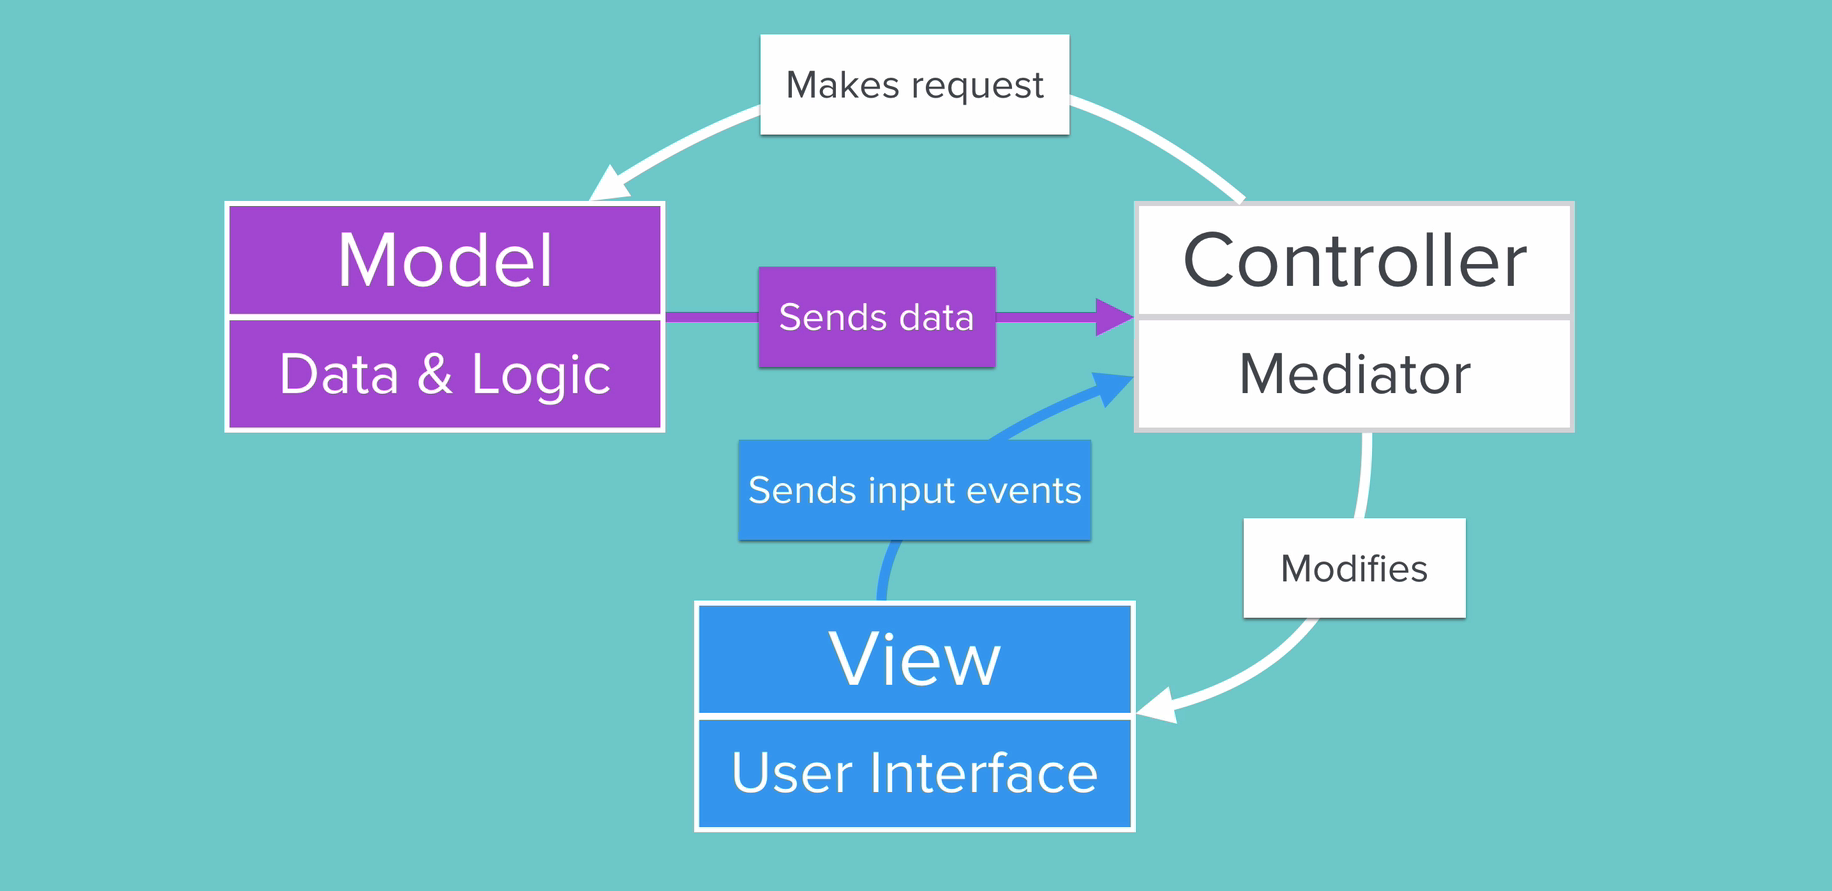 Makes request
Model
Data & Logic
Sends data
Controller
Mediator
Sends input events
Modifies
View
User Interface